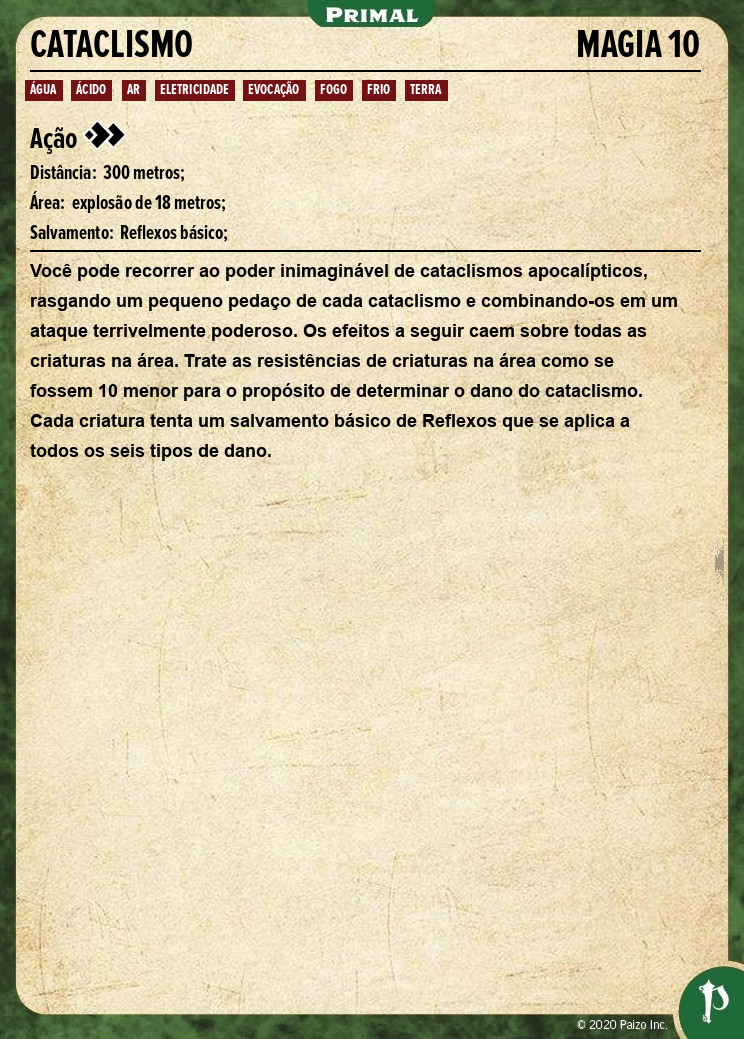 PRIMAL
CATACLISMO MAGIA 10
ÁGUA ÁCIDO AR ELETRICIDADE EVOCAÇÃO FOGO FRIO TERRA
Ação
Distância: 300 metros;
Área: explosão de 18 metros;
Salvamento: Reflexos básico;
Você pode recorrer ao poder inimaginável de cataclismos apocalípticos,
rasgando um pequeno pedaço de cada cataclismo e combinando-os em um
ataque terrivelmente poderoso. Os efeitos a seguir caem sobre todas as
criaturas na área. Trate as resistências de criaturas na área como se
fossem 10 menor para o propósito de determinar o dano do cataclismo.
Cada criatura tenta um salvamento básico de Reflexos que se aplica a
todos os seis tipos de dano.
© 2020 Paizo Inc.